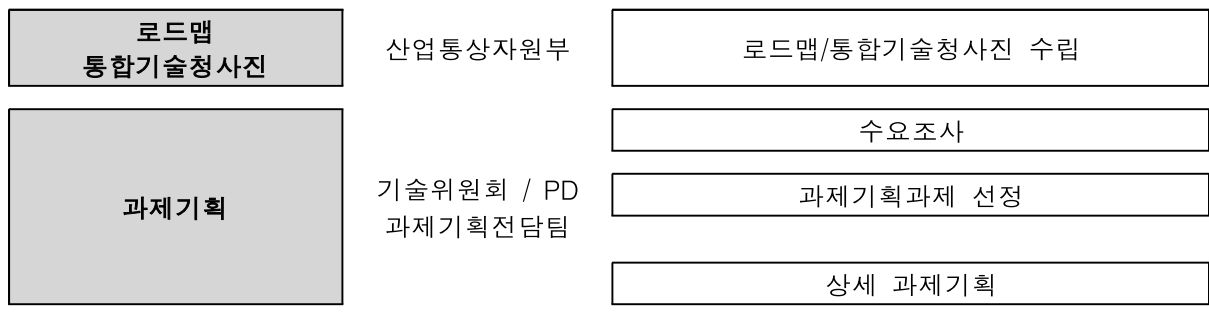 로드맵
통합기술청사진
산업통상자원부
로드맵/통합기술청사진 수립
과제기획
기술위원회 / PD
과제기획전담팀
수요조사
과제기획과제 선정
상세 과제기획